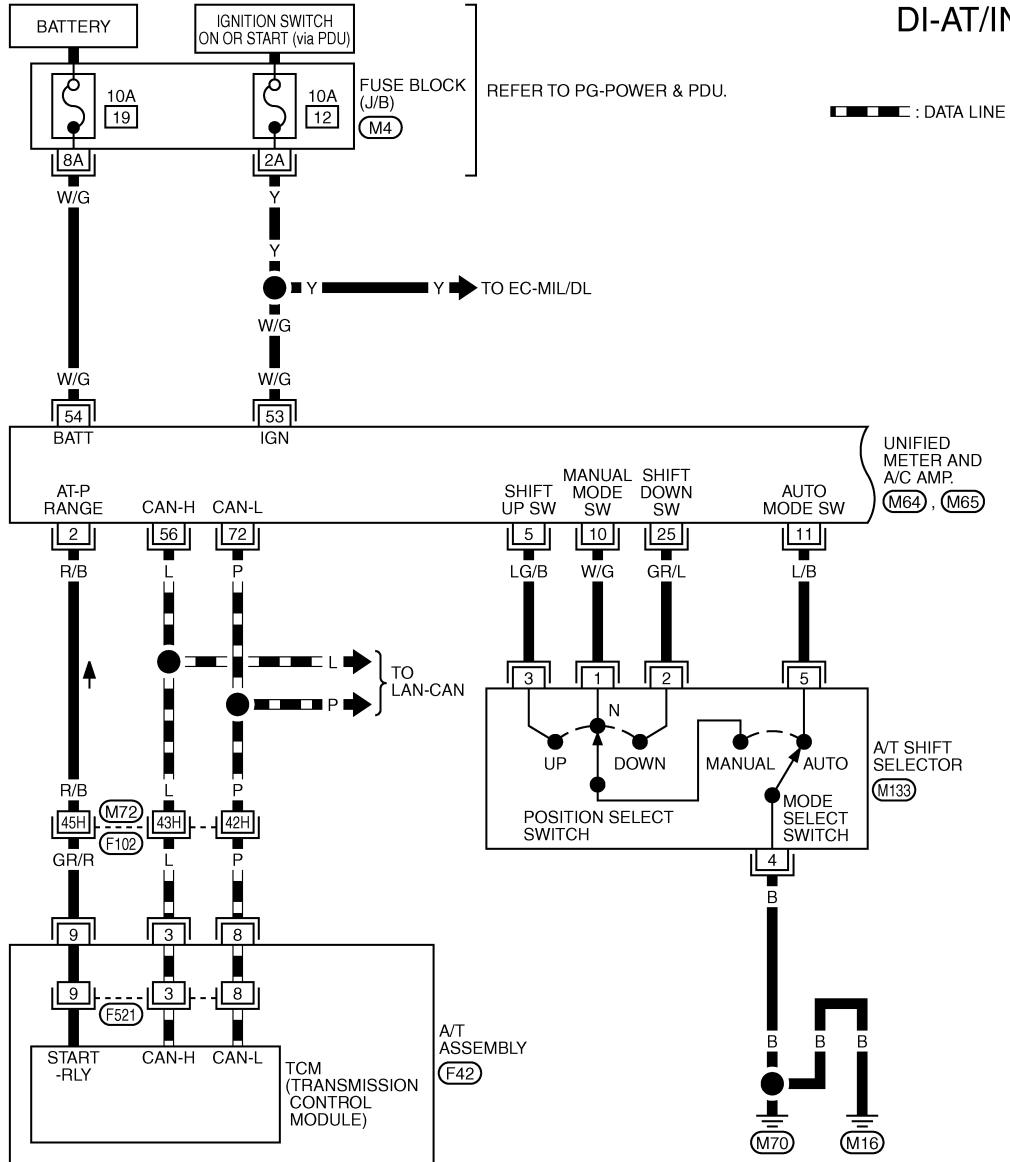 DI-AT/IN
BATTERY
IGNITION SWITCH
ON OR START (via PDU)
10A
19
10A
12
FUSE BLOCK
(J/B)
M4
REFER TO PG-POWER & PDU.
: DATA LINE
8A
2A
W/G
Y
Y
Y
Y
TO EC-MIL/DL
W/G
W/G
W/G
54
53
BATT
IGN
UNIFIED
METER AND
A/C AMP.
M64 , M65
AT-P
RANGE
CAN-H
CAN-L
SHIFT
UP SW
MANUAL
MODE
SW
SHIFT
DOWN
SW
AUTO
MODE SW
2
56
72
5
10
25
11
R/B
L
P
LG/B
W/G
GR/L
L/B
L
P
TO
LAN-CAN
3
1
2
5
N
UP
DOWN
MANUAL
AUTO
A/T SHIFT
SELECTOR
M133
POSITION SELECT
SWITCH
MODE
SELECT
SWITCH
R/B
L
P
M72
45H
43H
42H
F102
GR/R
L
P
4
B
9
3
8
9
3
8
F521
A/T
ASSEMBLY
F42
START
-RLY
CAN-H
CAN-L
TCM
(TRANSMISSION
CONTROL
MODULE)
B
B
B
M70
M16